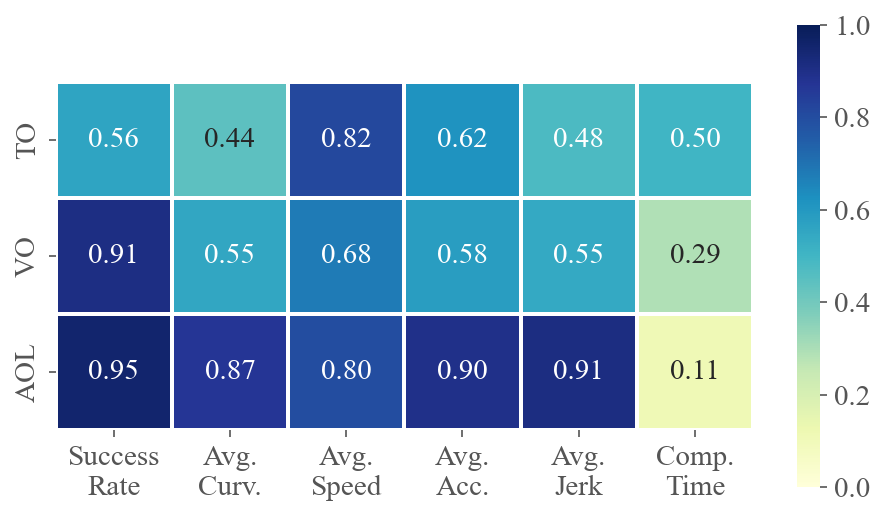 1.0
0.8
0.6
0.4
0.2
0.0
TO
0.56 0.44 0.82 0.62 0.48 0.50
VO
0.91 0.55 0.68 0.58 0.55 0.29
AOL
0.95 0.87 0.80 0.90 0.91 0.11
Success Rate
Avg. Curv.
Avg. Speed
Avg. Acc.
Avg. Jerk
Comp. Time